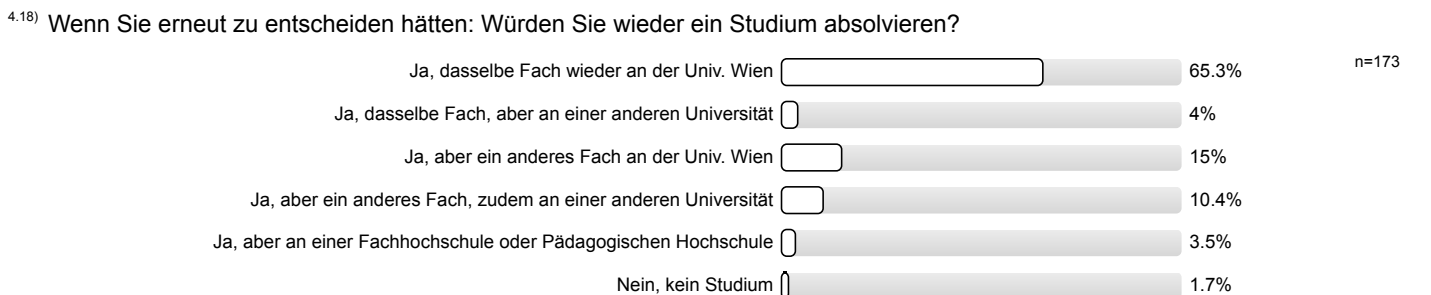 4.18) Wenn Sie erneut zu entscheiden hätten: Würden Sie wieder ein Studium absolvieren?
Ja, dasselbe Fach wieder an der Univ. Wien 65.3% n=173
Ja, dasselbe Fach, aber an einer anderen Universität 4%
Ja, aber ein anderes Fach an der Univ. Wien 15%
Ja, aber ein anderes Fach, zudem an einer anderen Universität 10.4%
Ja, aber an einer Fachhochschule oder Pädagogischen Hochschule 3.5%
Nein, kein Studium 1.7%